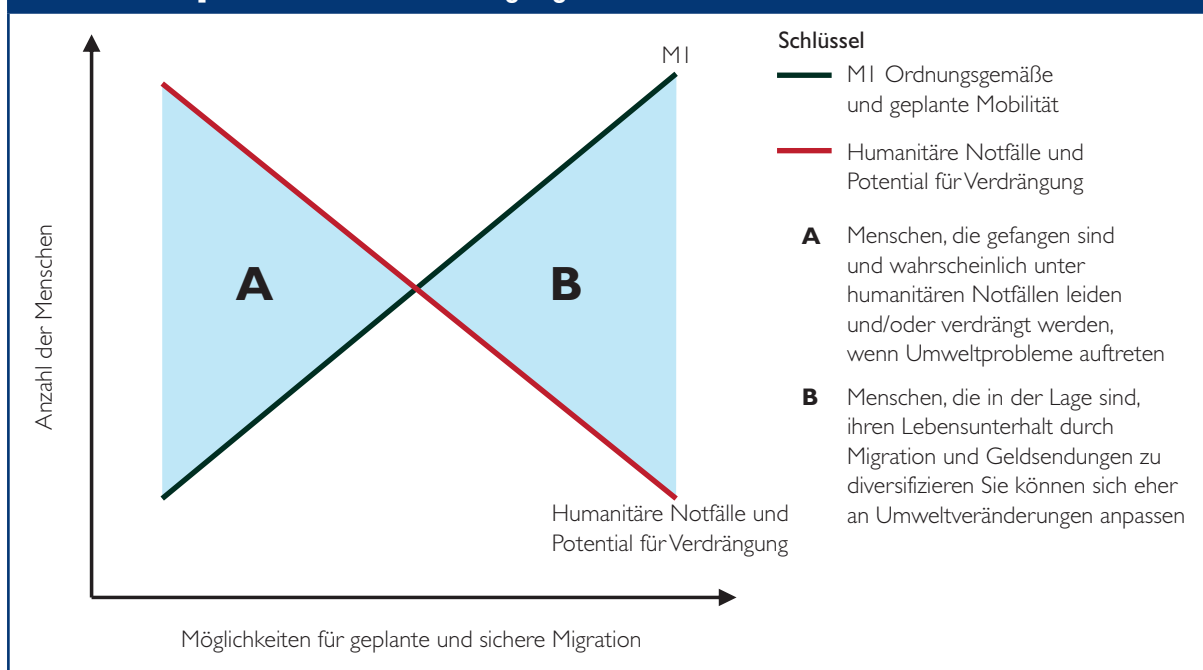 MI
Anzahl der Menschen
A
B
Humanitäre Notfälle und
Potential für Verdrängung
Möglichkeiten für geplante und sichere Migration
Schlüssel
MI Ordnungsgemäße
und geplante Mobilität
Humanitäre Notfälle und
Potential für Verdrängung
A Menschen, die gefangen sind
und wahrscheinlich unter
humanitären Notfällen leiden
und/oder verdrängt werden,
wenn Umweltprobleme auftreten
B Menschen, die in der Lage sind,
ihren Lebensunterhalt durch
Migration und Geldsendungen zu
diversifizieren Sie können sich eher
an Umweltveränderungen anpassen